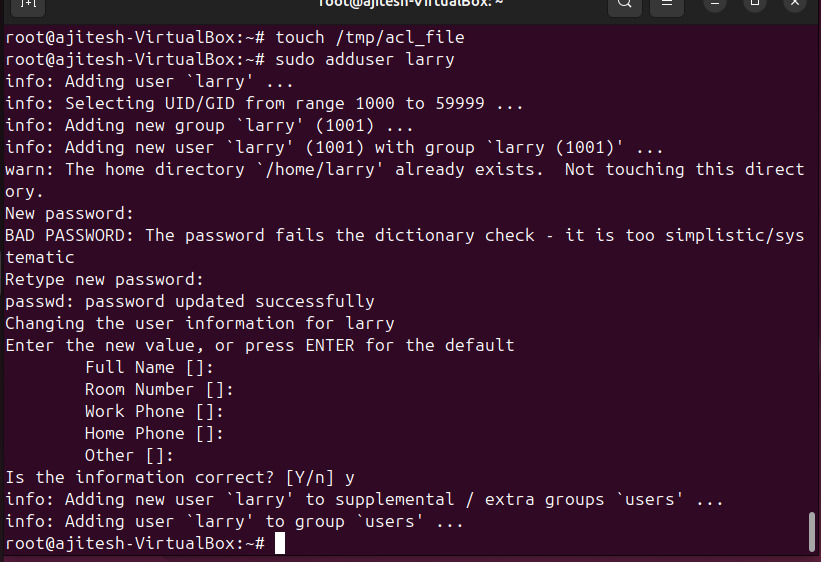 root@ajitesh-VirtualBox: ~
root@ajitesh-VirtualBox:~# touch /tmp/acl_file
root@ajitesh-VirtualBox:~# sudo adduser larry
info: Adding user `larry' ...
info: Selecting UID/GID from range 1000 to 59999 ...
info: Adding new group `larry' (1001) ...
info: Adding new user `larry' (1001) with group `larry (1001)' ...
warn: The home directory `/home/larry' already exists.  Not touching this direct
ory.
New password:
BAD PASSWORD: The password fails the dictionary check - it is too simplistic/sys
tematic
Retype new password:
passwd: password updated successfully
Changing the user information for larry
Enter the new value, or press ENTER for the default
        Full Name []:
        Room Number []:
        Work Phone []:
        Home Phone []:
        Other []:
Is the information correct? [Y/n] y
info: Adding new user `larry' to supplemental / extra groups `users' ...
info: Adding user `larry' to group `users' ...
root@ajitesh-VirtualBox:~#